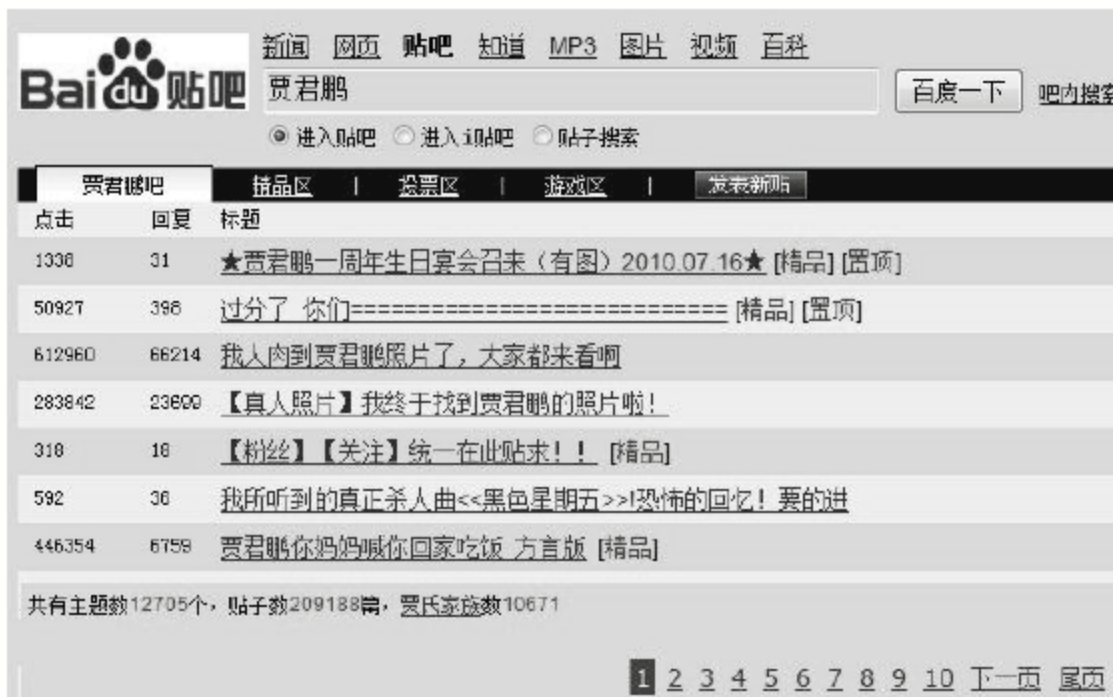 新闻 网页 贴吧 知道 MP3 图片 视频 百科
Bai du 贴吧 贾君鹏 百度一下 吧内搜索
进入贴吧 进入i贴吧 贴子搜索
贾君鹏吧 精品区 | 投票区 | 游戏区 | 发表新贴
点击 回复 标题
1338 31 ★贾君鹏一周年生日宴会召来（有图）2010.07.16★ [精品] [置顶]
50927 398 过分了 你们============================ [精品] [置顶]
612960 66214 我人肉到贾君鹏照片了，大家都来看啊
283842 23699 【真人照片】我终于找到贾君鹏的照片啦！
318 18 【粉丝】【关注】统一在此贴求！！ [精品]
592 36 我所听到的真正杀人曲<<黑色星期五>>!恐怖的回忆！要的进
446354 6759 贾君鹏你妈妈喊你回家吃饭 方言版 [精品]
共有主题数12705个，贴子数209188篇，贾氏家族数10671
1 2 3 4 5 6 7 8 9 10 下一页 尾页